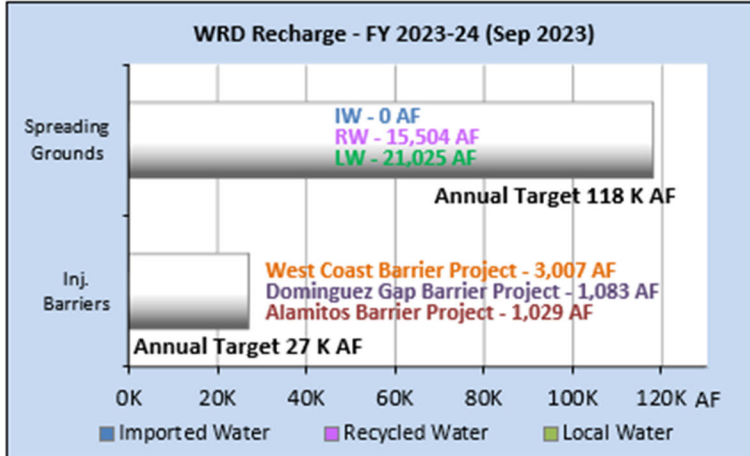 WRD Recharge - FY 2023-24 (Sep 2023)
Spreading
Grounds
IW - 0 AF
RW - 15,504 AF
LW - 21,025 AF
Annual Target 118 K AF
Inj.
Barriers
West Coast Barrier Project - 3,007 AF
Dominguez Gap Barrier Project - 1,083 AF
Alamitos Barrier Project - 1,029 AF
Annual Target 27 K AF
0K 20K 40K 60K 80K 100K 120K AF
Imported Water Recycled Water Local Water